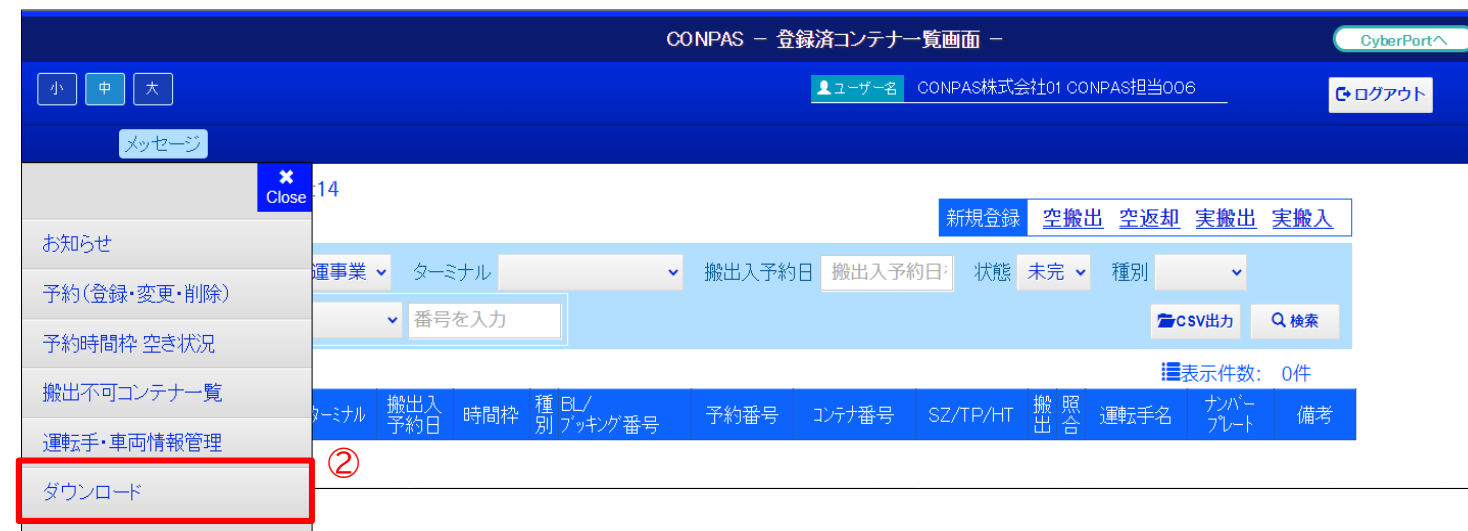 CONPAS － 登録済コンテナ一覧画面 －
CyberPortへ
小 中 大
ユーザー名 CONPAS株式会社01 CONPAS担当006
ログアウト
メッセージ
Close
:14
新規登録 空搬出 空返却 実搬出 実搬入
お知らせ
運事業 ターミナル 搬出入予約日 搬出入予約日を 状態 未完 種別
予約(登録・変更・削除)
番号を入力 CSV出力 検索
予約時間枠 空き状況
表示件数: 0件
搬出不可コンテナ一覧
ターミナル 搬出入予約日 時間枠 種別 BL/ブッキング番号 予約番号 コンテナ番号 SZ/TP/HT 搬出 照合 運転手名 ナンバープレート 備考
運転手・車両情報管理
②
ダウンロード